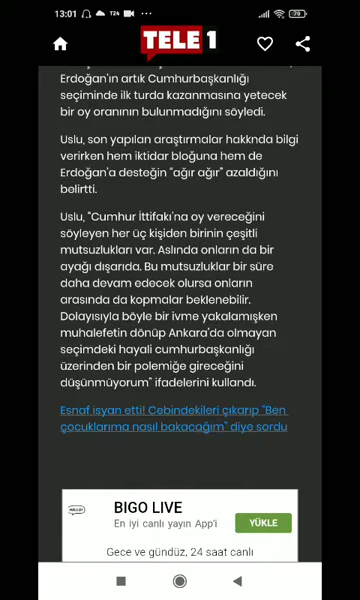 13:01 T24 ... 79
TELE1
Erdoğan'ın artık Cumhurbaşkanlığı
seçiminde ilk turda kazanmasına yetecek
bir oy oranının bulunmadığını söyledi.
Uslu, son yapılan araştırmalar hakknda bilgi
verirken hem iktidar bloğuna hem de
Erdoğan'a desteğin "ağır ağır" azaldığını
belirtti.
Uslu, "Cumhur İttifakı'na oy vereceğini
söyleyen her üç kişiden birinin çeşitli
mutsuzlukları var. Aslında onların da bir
ayağı dışarıda. Bu mutsuzluklar bir süre
daha devam edecek olursa onların
arasında da kopmalar beklenebilir.
Dolayısıyla böyle bir ivme yakalamışken
muhalefetin dönüp Ankara'da olmayan
seçimdeki hayali cumhurbaşkanlığı
üzerinden bir polemiğe gireceğini
düşünmüyorum" ifadelerini kullandı.
Esnaf isyan etti! Cebindekileri çıkarıp "Ben
çocuklarıma nasıl bakacağım" diye sordu
BIGO LIVE
En iyi canlı yayın App'i
YÜKLE
Gece ve gündüz, 24 saat canlı